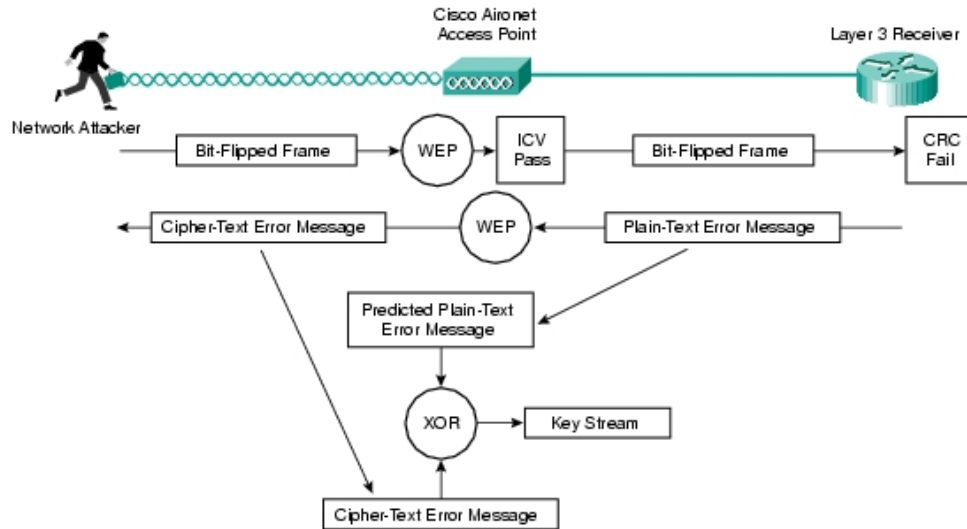 Cisco Aironet
Access Point
Layer 3 Receiver
Network Attacker
Bit-Flipped Frame
WEP
ICV
Pass
Bit-Flipped Frame
CRC
Fail
Cipher-Text Error Message
WEP
Plain-Text Error Message
Predicted Plain-Text
Error Message
XOR
Key Stream
Cipher-Text Error Message